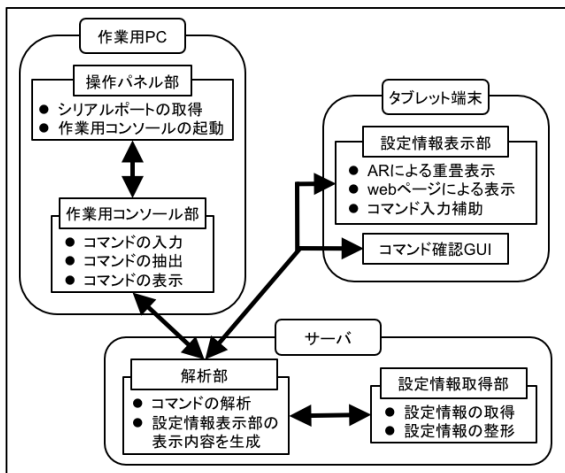 作業用PC
操作パネル部
● シリアルポートの取得
● 作業用コンソールの起動
作業用コンソール部
● コマンドの入力
● コマンドの抽出
● コマンドの表示
タブレット端末
設定情報表示部
● ARによる重畳表示
● webページによる表示
● コマンド入力補助
コマンド確認GUI
サーバ
解析部
● コマンドの解析
● 設定情報表示部の
表示内容を生成
設定情報取得部
● 設定情報の取得
● 設定情報の整形